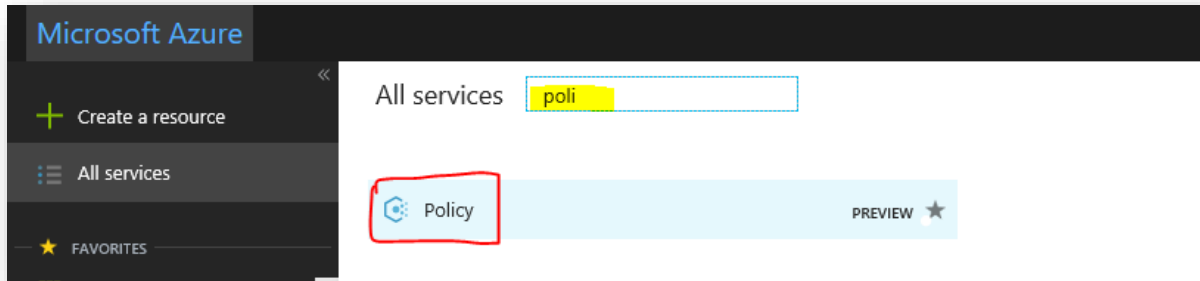 Microsoft Azure
«
Create a resource
All services
FAVORITES
All services poli
Policy PREVIEW